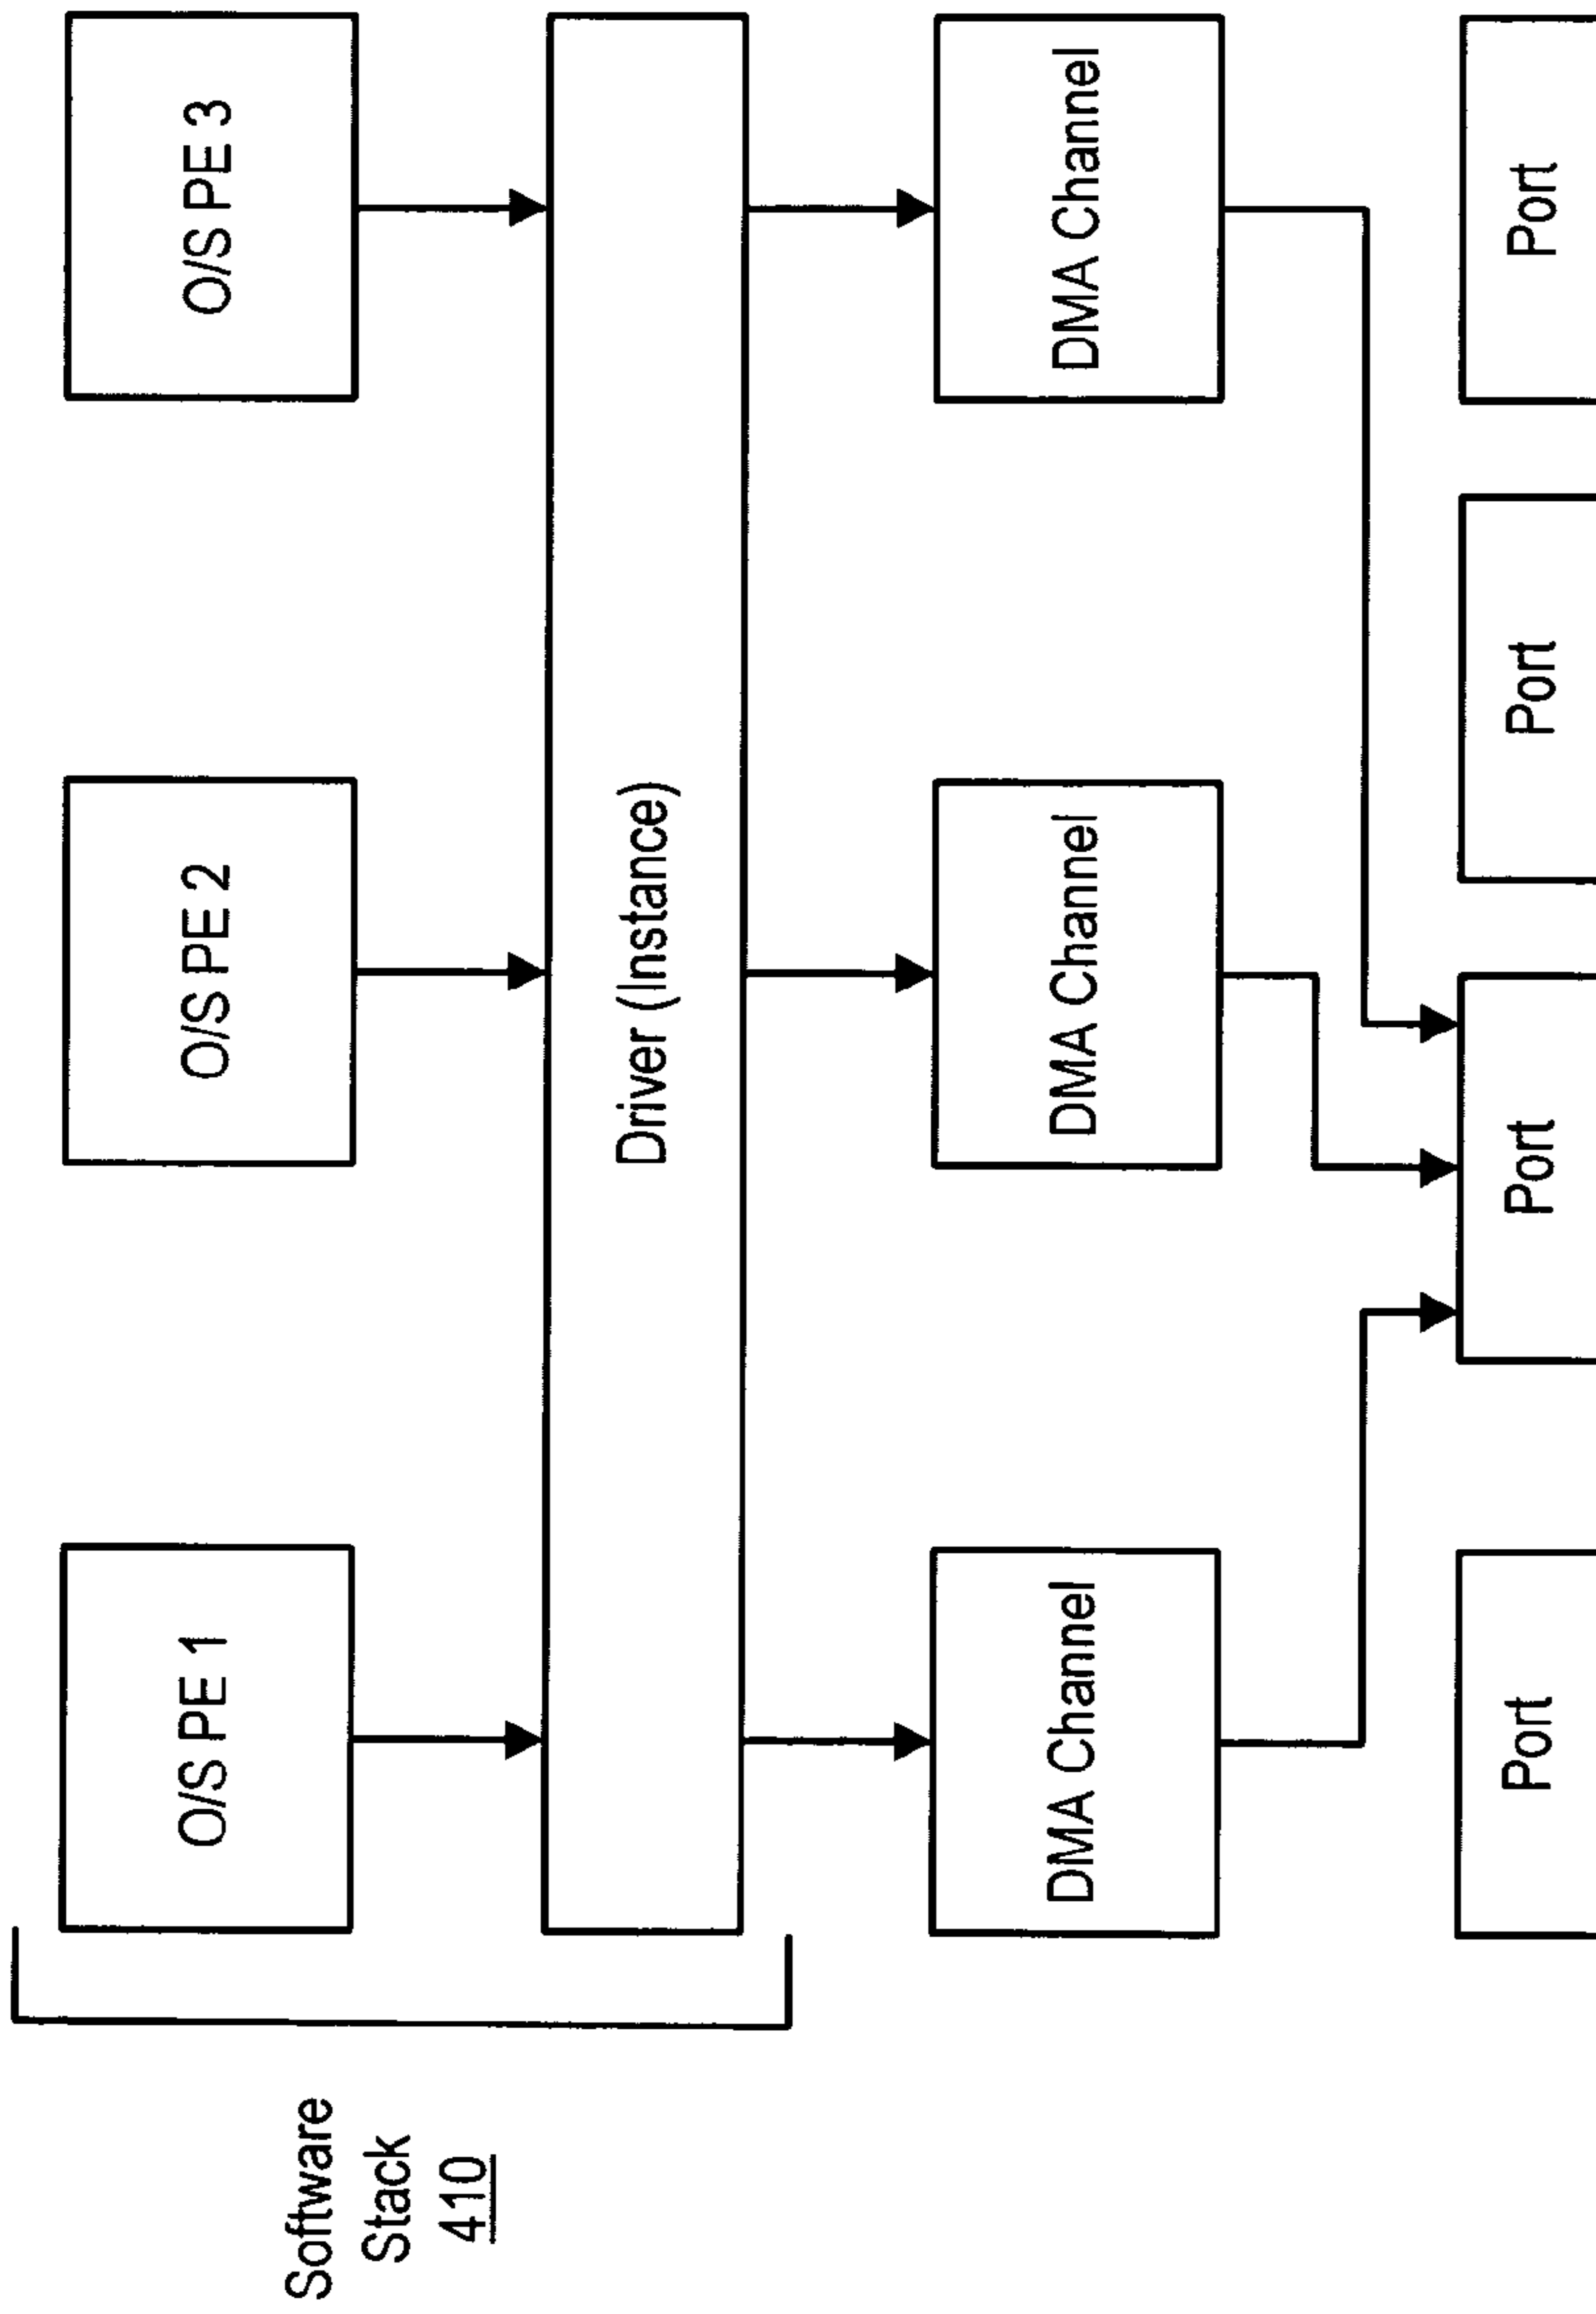 Software
Stack
410
O/S PE 1
O/S PE 2
O/S PE 3
Driver (Instance)
DMA Channel
DMA Channel
DMA Channel
Port
Port
Port
Port